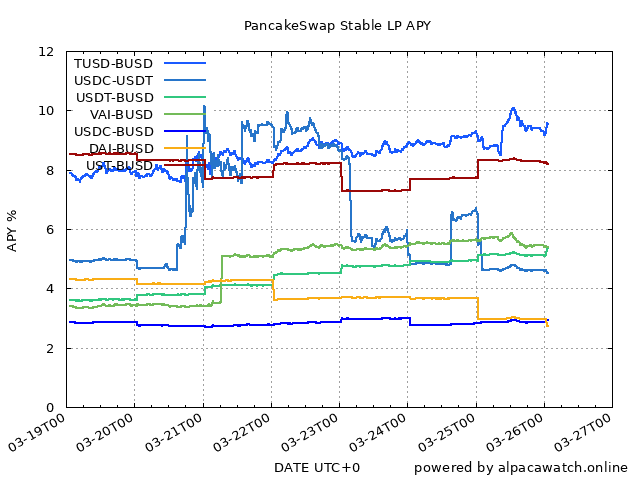 PancakeSwap Stable LP APY
12
10
8
6
4
2
0
APY %
TUSD-BUSD
USDC-USDT
USDT-BUSD
VAI-BUSD
USDC-BUSD
DAI-BUSD
UST-BUSD
03-19T00
03-20T00
03-21T00
03-22T00
03-23T00
03-24T00
03-25T00
03-26T00
03-27T00
DATE UTC+0
powered by alpacawatch.online